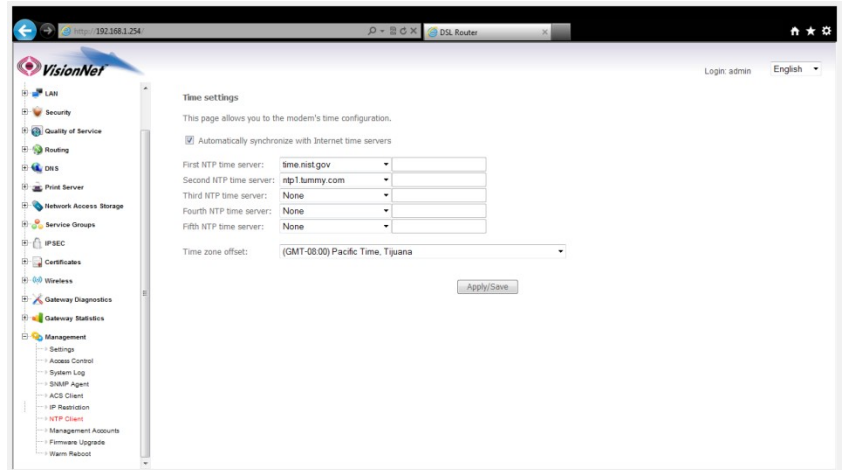 http://192.168.1.254/
DSL Router
VisionNet
Login: admin
English
LAN
Security
Quality of Service
Routing
DNS
Print Server
Network Access Storage
Service Groups
IPSEC
Certificates
Wireless
Gateway Diagnostics
Gateway Statistics
Management
Settings
Access Control
System Log
SNMP Agent
ACS Client
IP Restriction
NTP Client
Management Accounts
Firmware Upgrade
Warm Reboot
Time settings
This page allows you to the modem's time configuration.
Automatically synchronize with Internet time servers
First NTP time server: time.nist.gov
Second NTP time server: ntp1.tummy.com
Third NTP time server: None
Fourth NTP time server: None
Fifth NTP time server: None
Time zone offset: (GMT-08:00) Pacific Time, Tijuana
Apply/Save